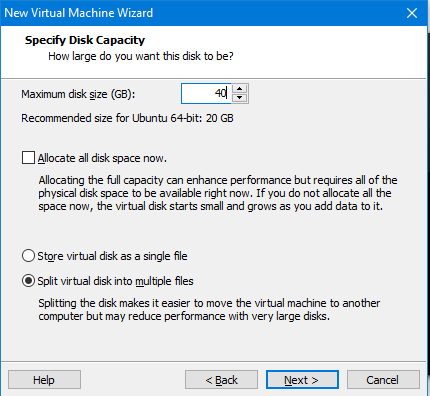 New Virtual Machine Wizard
Specify Disk Capacity
How large do you want this disk to be?
Maximum disk size (GB): 40
Recommended size for Ubuntu 64-bit: 20 GB
Allocate all disk space now.
Allocating the full capacity can enhance performance but requires all of the
physical disk space to be available right now. If you do not allocate all the
space now, the virtual disk starts small and grows as you add data to it.
Store virtual disk as a single file
Split virtual disk into multiple files
Splitting the disk makes it easier to move the virtual machine to another
computer but may reduce performance with very large disks.
Help < Back Next > Cancel